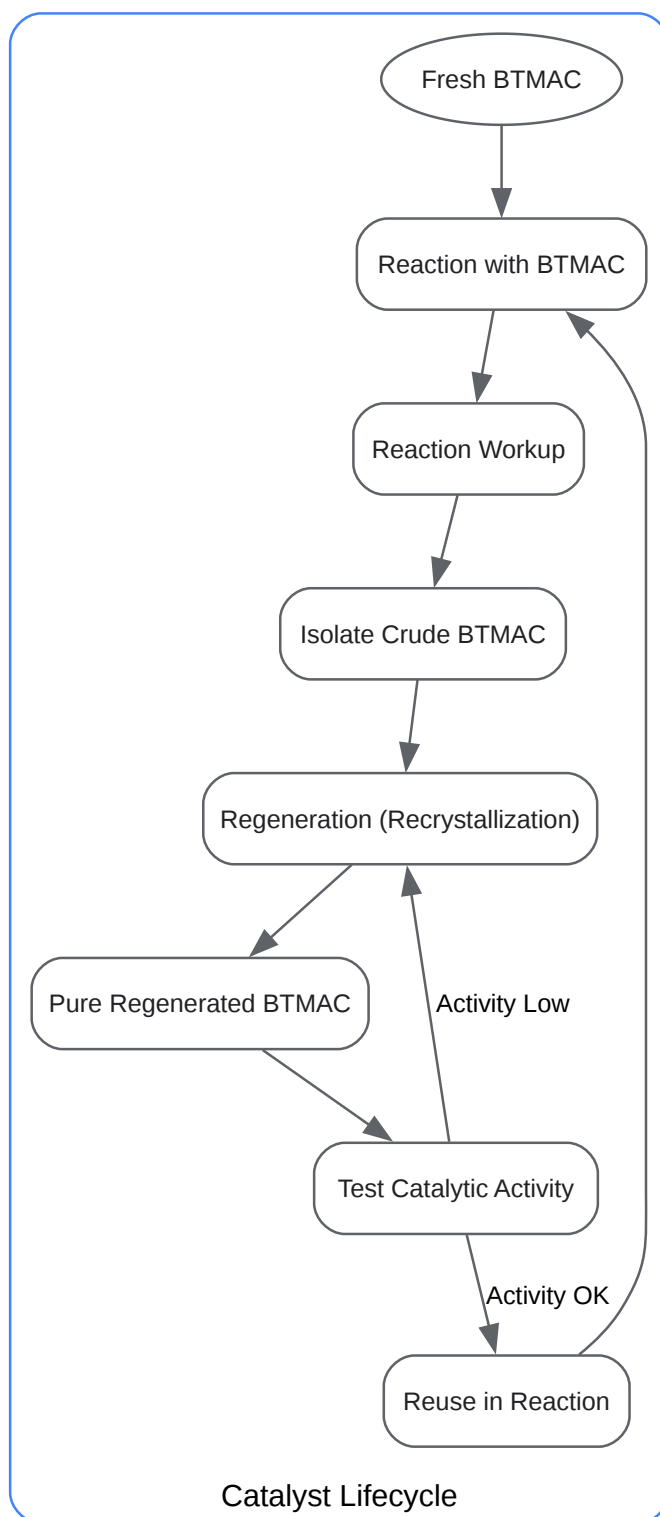 Fresh BTMAC
Reaction with BTMAC
Reaction Workup
Isolate Crude BTMAC
Regeneration (Recrystallization)
Pure Regenerated BTMAC
Activity Low
Test Catalytic Activity
Activity OK
Reuse in Reaction
Catalyst Lifecycle